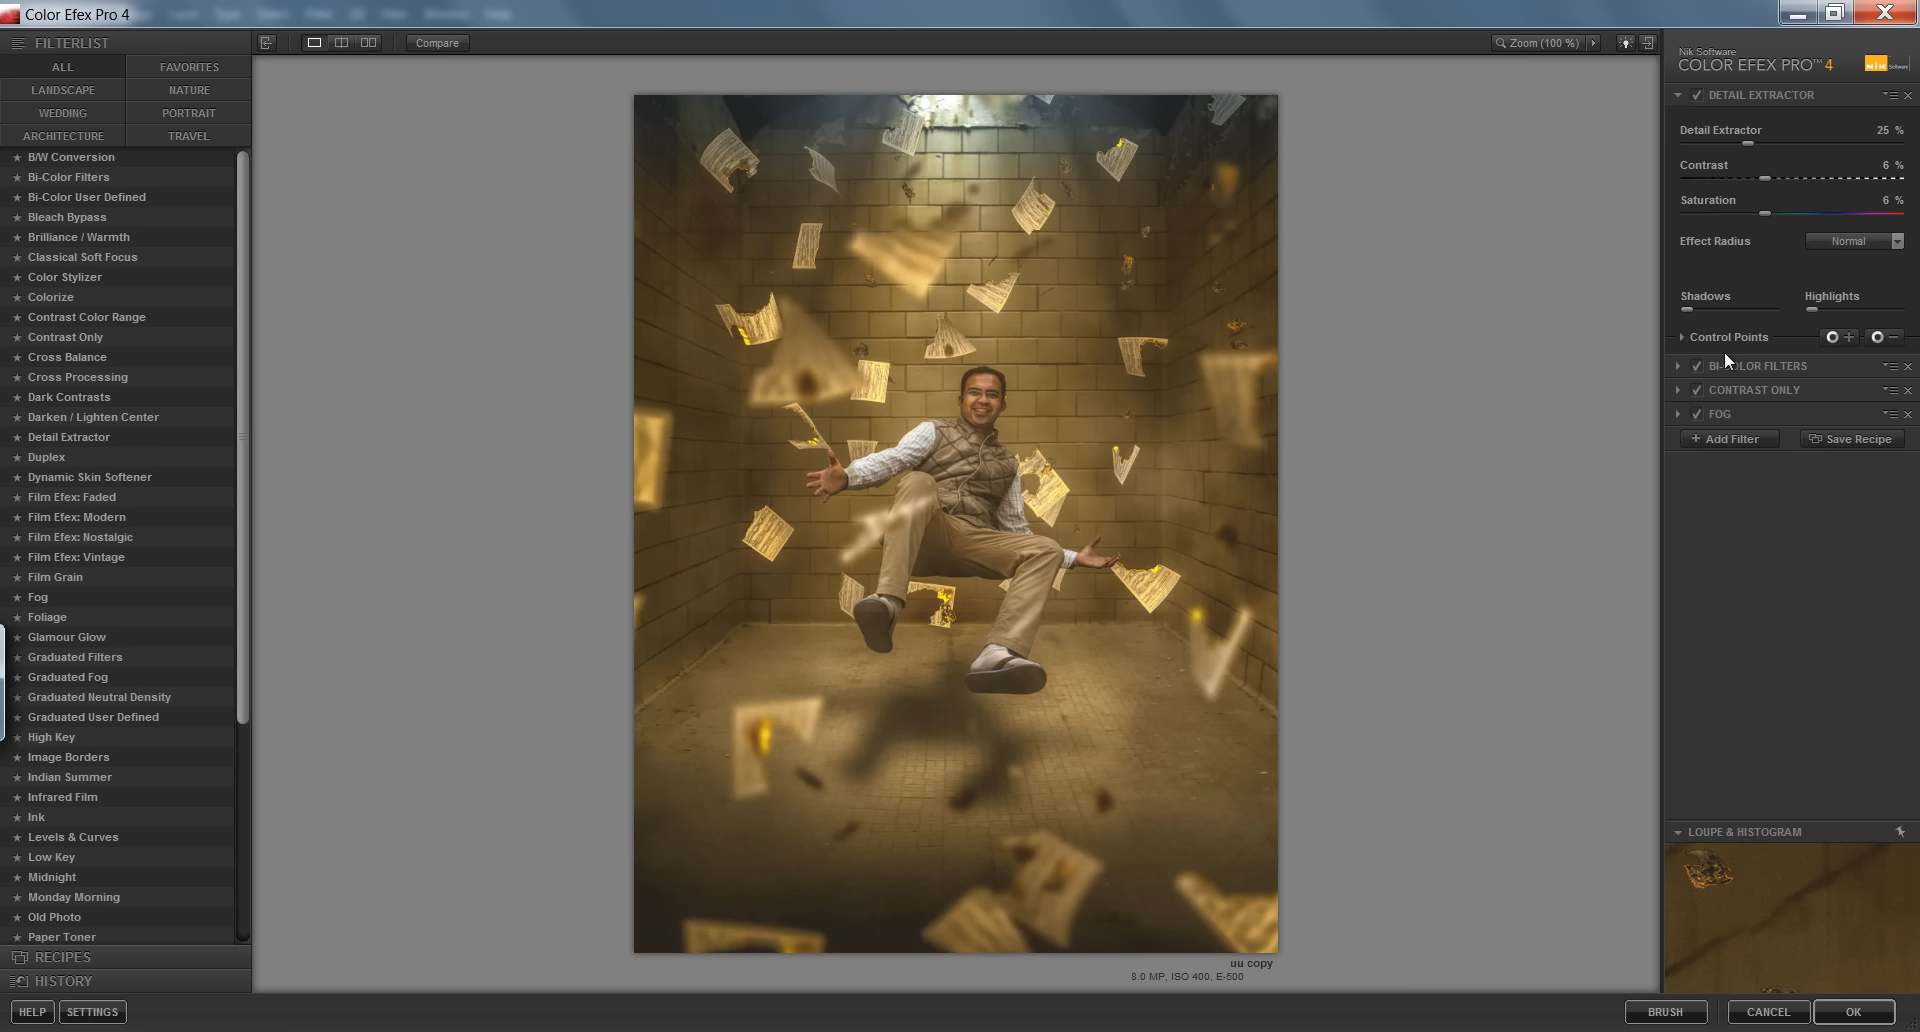 Color Efex Pro 4
FILTERLIST
ALL
FAVORITES
LANDSCAPE
NATURE
WEDDING
PORTRAIT
ARCHITECTURE
TRAVEL
B/W Conversion
Bi-Color Filters
Bi-Color User Defined
Bleach Bypass
Brilliance / Warmth
Classical Soft Focus
Color Stylizer
Colorize
Contrast Color Range
Contrast Only
Cross Balance
Cross Processing
Dark Contrasts
Darken / Lighten Center
Detail Extractor
Duplex
Dynamic Skin Softener
Film Efex: Faded
Film Efex: Modern
Film Efex: Nostalgic
Film Efex: Vintage
Film Grain
Fog
Foliage
Glamour Glow
Graduated Filters
Graduated Fog
Graduated Neutral Density
Graduated User Defined
High Key
Image Borders
Indian Summer
Infrared Film
Ink
Levels & Curves
Low Key
Midnight
Monday Morning
Old Photo
Paper Toner
RECIPES
HISTORY
HELP
SETTINGS
Compare
Zoom (100 %)
uu copy
8.0 MP, ISO 400, E-500
Nik Software
COLOR EFEX PRO™ 4
nik Software
DETAIL EXTRACTOR
Detail Extractor 25 %
Contrast 6 %
Saturation 6 %
Effect Radius Normal
Shadows Highlights
Control Points
BI-COLOR FILTERS
CONTRAST ONLY
FOG
Add Filter
Save Recipe
LOUPE & HISTOGRAM
BRUSH
CANCEL
OK